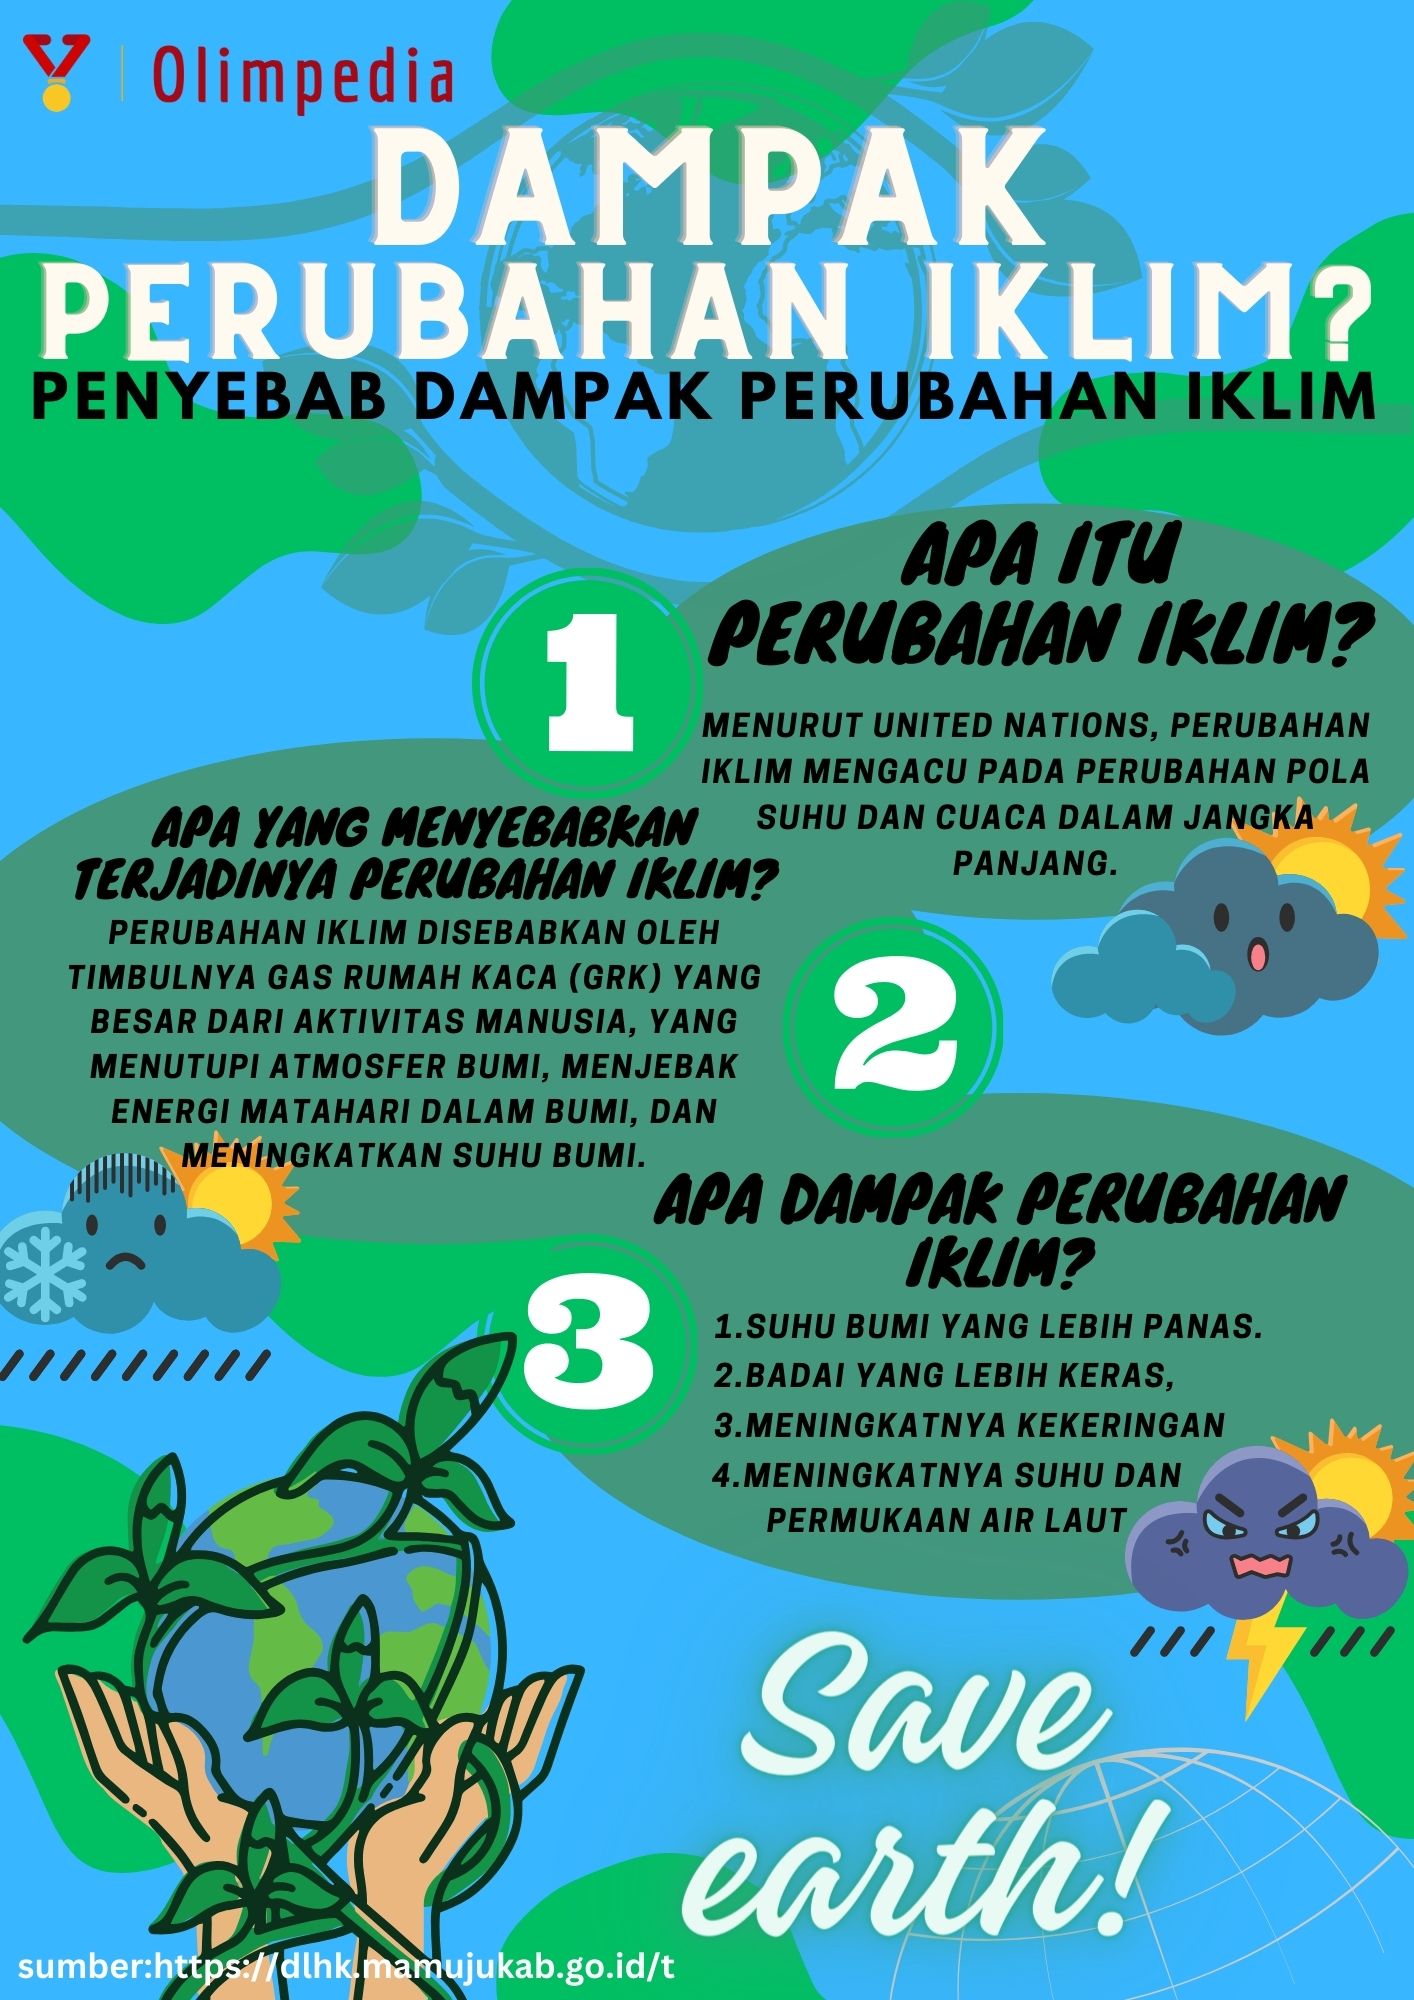 Olimpedia
DAMPAK
PERUBAHAN IKLIM?
PENYEBAB DAMPAK PERUBAHAN IKLIM
APA ITU
PERUBAHAN IKLIM?
1
MENURUT UNITED NATIONS, PERUBAHAN
IKLIM MENGACU PADA PERUBAHAN POLA
SUHU DAN CUACA DALAM JANGKA
PANJANG.
APA YANG MENYEBABKAN
TERJADINYA PERUBAHAN IKLIM?
PERUBAHAN IKLIM DISEBABKAN OLEH
TIMBULNYA GAS RUMAH KACA (GRK) YANG
BESAR DARI AKTIVITAS MANUSIA, YANG
MENUTUPI ATMOSFER BUMI, MENJEBAK
ENERGI MATAHARI DALAM BUMI, DAN
MENINGKATKAN SUHU BUMI.
2
APA DAMPAK PERUBAHAN
IKLIM?
3
1.SUHU BUMI YANG LEBIH PANAS.
2.BADAI YANG LEBIH KERAS,
3.MENINGKATNYA KEKERINGAN
4.MENINGKATNYA SUHU DAN
PERMUKAAN AIR LAUT
Save
earth!
sumber:https://dlhk.mamujukab.go.id/t